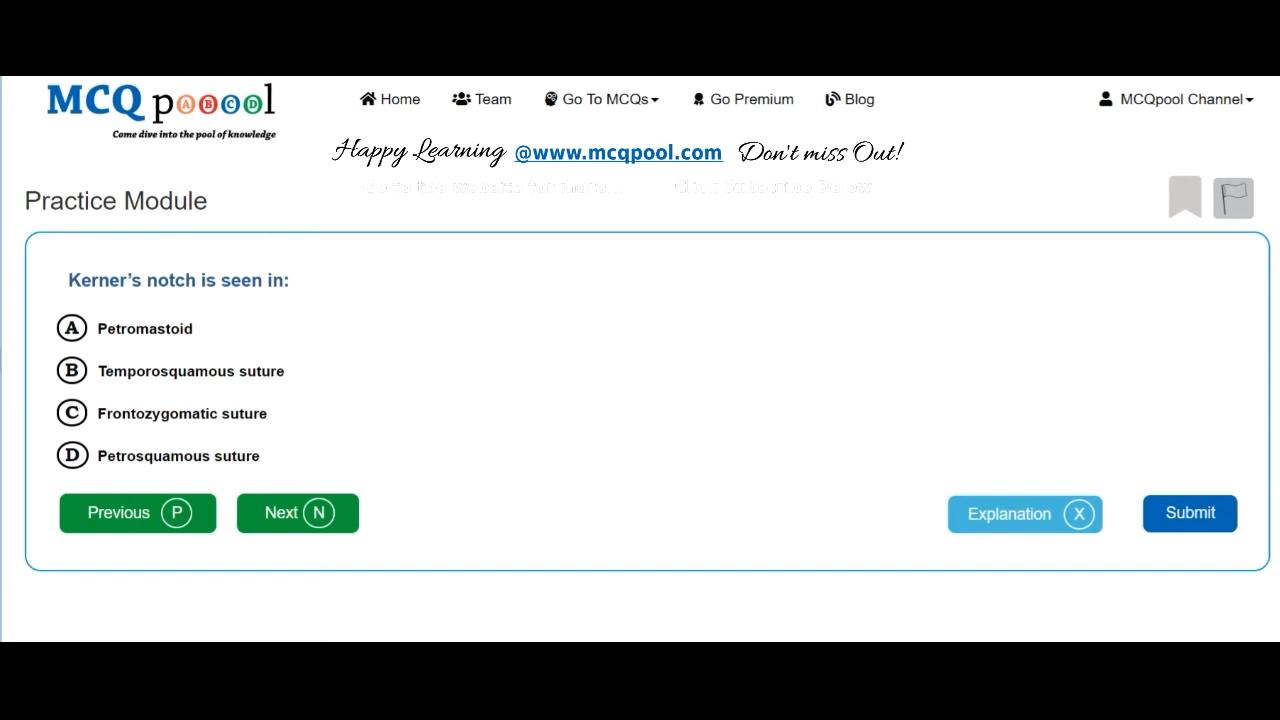 MCQ pooool
Come dive into the pool of knowledge
Home Team Go To MCQs Go Premium Blog MCQpool Channel
Happy Learning @www.mcqpool.com Don't miss Out!
Practice Module
Kerner’s notch is seen in:
A Petromastoid
B Temporosquamous suture
C Frontozygomatic suture
D Petrosquamous suture
Previous P Next N Explanation X Submit